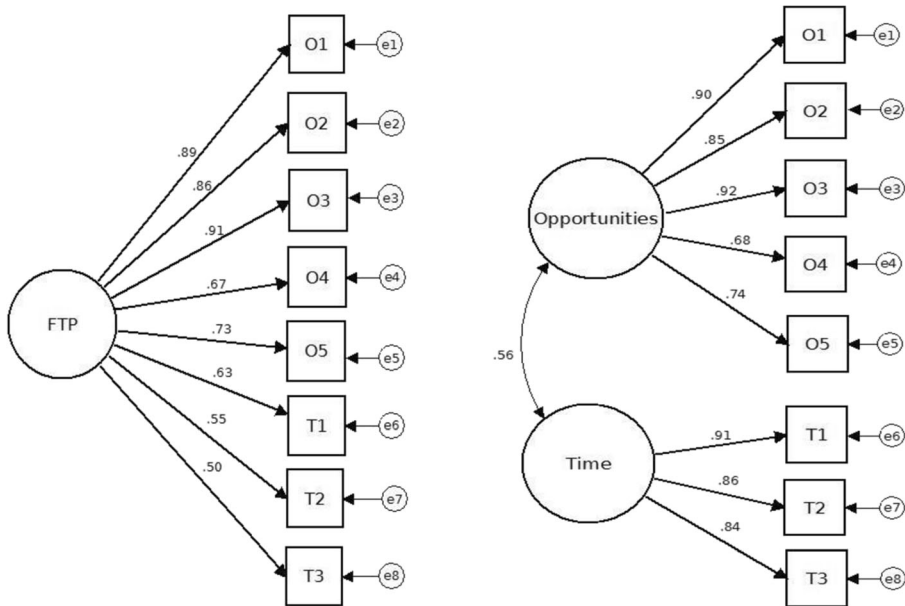 O1
e1
O2
e2
O3
e3
O4
e4
O5
e5
T1
e6
T2
e7
T3
e8
FTP
.89
.86
.91
.67
.73
.63
.55
.50
O1
e1
O2
e2
O3
e3
O4
e4
O5
e5
Opportunities
.90
.85
.92
.68
.74
.56
Time
.91
.86
.84
T1
e6
T2
e7
T3
e8